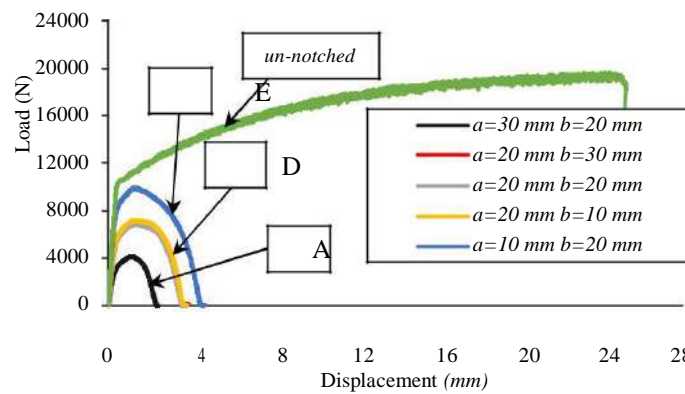 24000
20000
16000
12000
8000
4000
0
Load (N)
un-notched
E
D
A
a=30 mm b=20 mm
a=20 mm b=30 mm
a=20 mm b=20 mm
a=20 mm b=10 mm
a=10 mm b=20 mm
0 4 8 12 16 20 24 28
Displacement (mm)